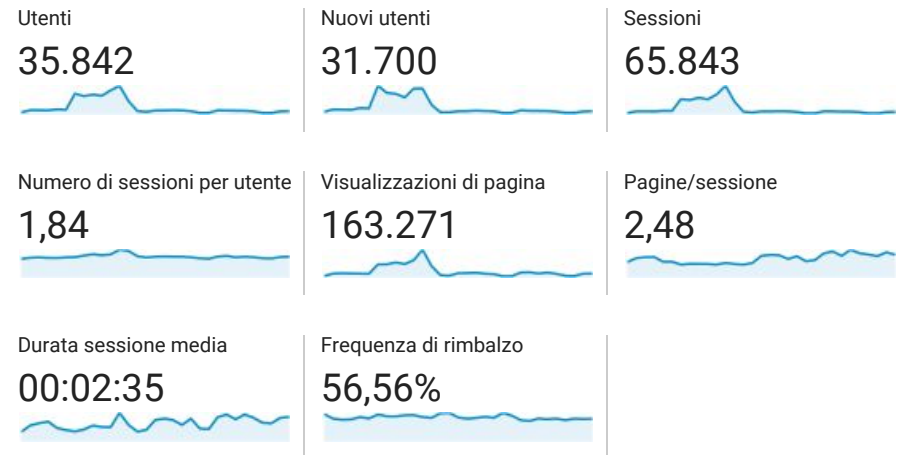 Utenti
35.842
Nuovi utenti
31.700
Sessioni
65.843
Numero di sessioni per utente
1,84
Visualizzazioni di pagina
163.271
Pagine/sessione
2,48
Durata sessione media
00:02:35
Frequenza di rimbalzo
56,56%